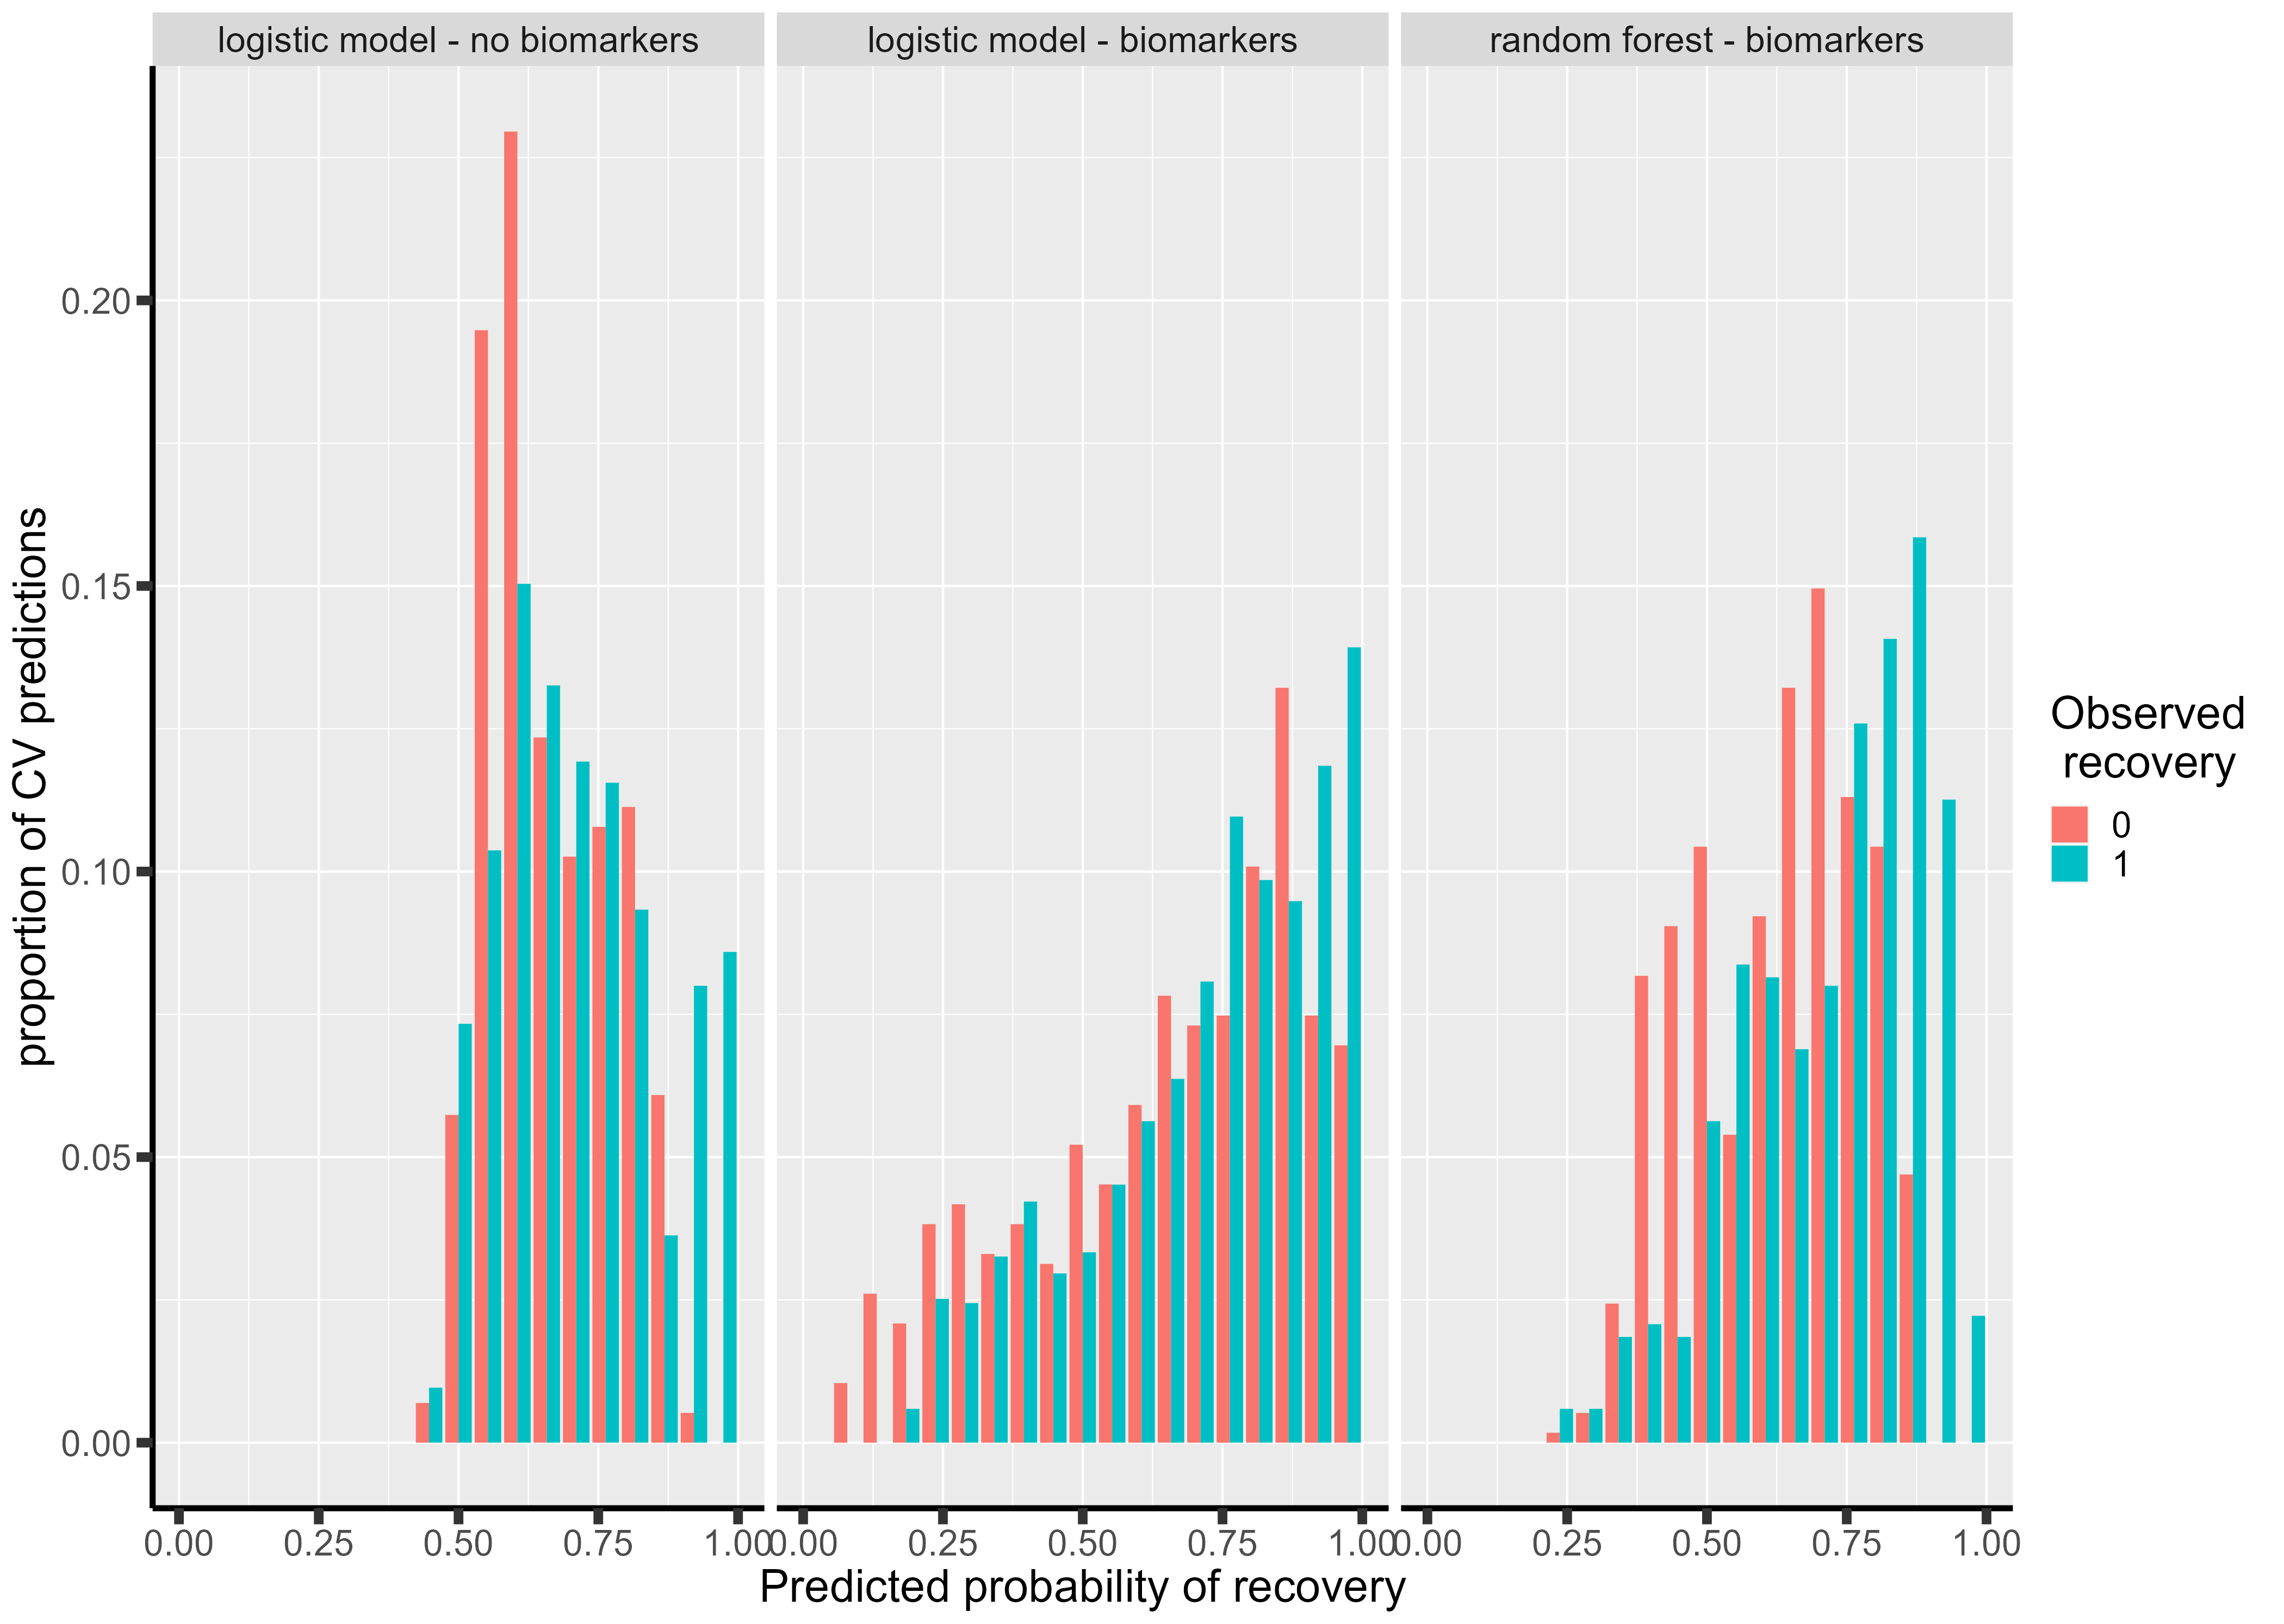 logistic model - no biomarkers
logistic model - biomarkers
random forest - biomarkers
proportion of CV predictions
0.20
0.15
0.10
0.05
0.00
0.00 0.25 0.50 0.75 1.00
0.00 0.25 0.50 0.75 1.00
0.00 0.25 0.50 0.75 1.00
Predicted probability of recovery
Observed
recovery
0
1